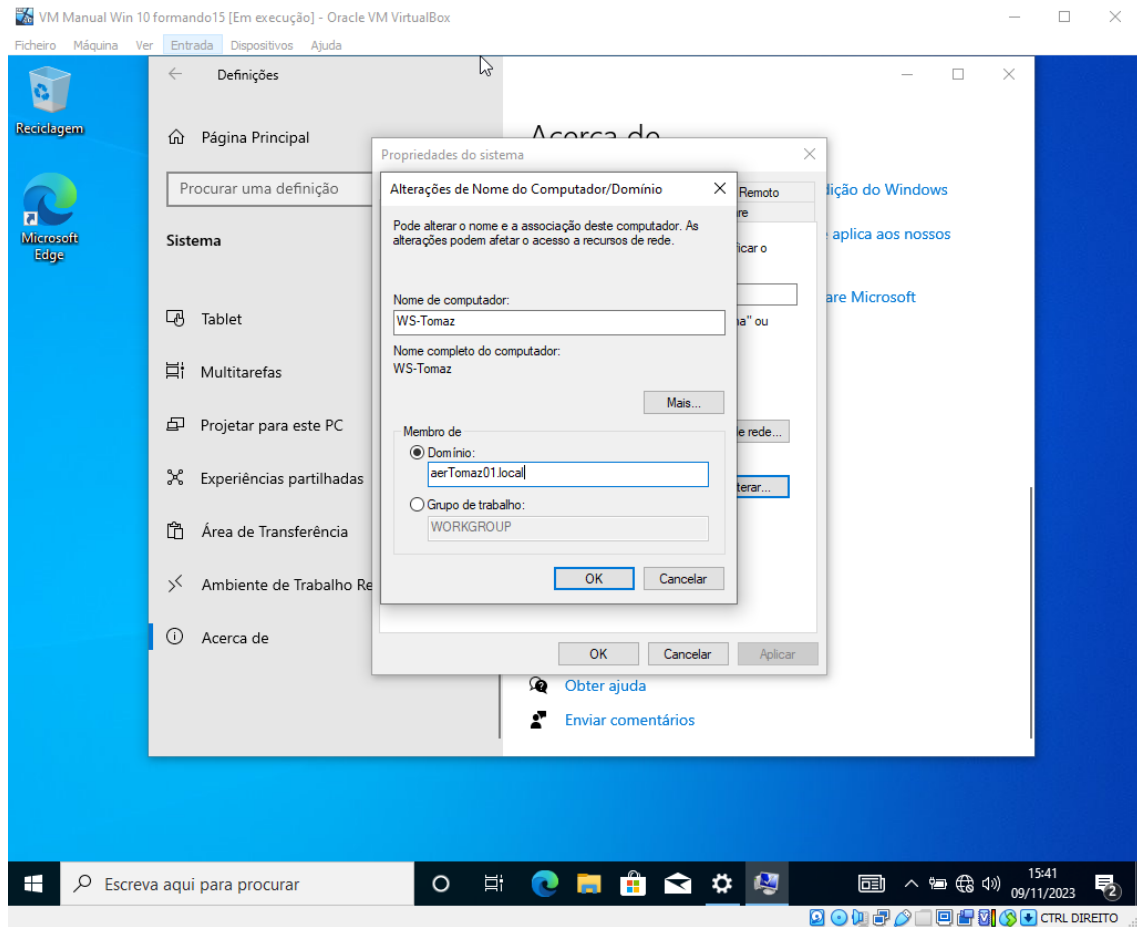 VM Manual Win 10 formando15 [Em execução] - Oracle VM VirtualBox
Ficheiro Máquina Ver Entrada Dispositivos Ajuda
Reciclagem
Microsoft
Edge
Definições
Página Principal
Procurar uma definição
Sistema
Tablet
Multitarefas
Projetar para este PC
Experiências partilhadas
Área de Transferência
Ambiente de Trabalho Re
Acerca de
Acerca de
dição do Windows
aplica aos nossos
are Microsoft
Obter ajuda
Enviar comentários
Propriedades do sistema
Remoto
re
icar o
na" ou
e rede...
terar...
OK Cancelar Aplicar
Alterações de Nome do Computador/Domínio
Pode alterar o nome e a associação deste computador. As
alterações podem afetar o acesso a recursos de rede.
Nome de computador:
WS-Tomaz
Nome completo do computador:
WS-Tomaz
Mais...
Membro de
Domínio:
aerTomaz01.local
Grupo de trabalho:
WORKGROUP
OK Cancelar
Escreva aqui para procurar
15:41
09/11/2023
2
CTRL DIREITO